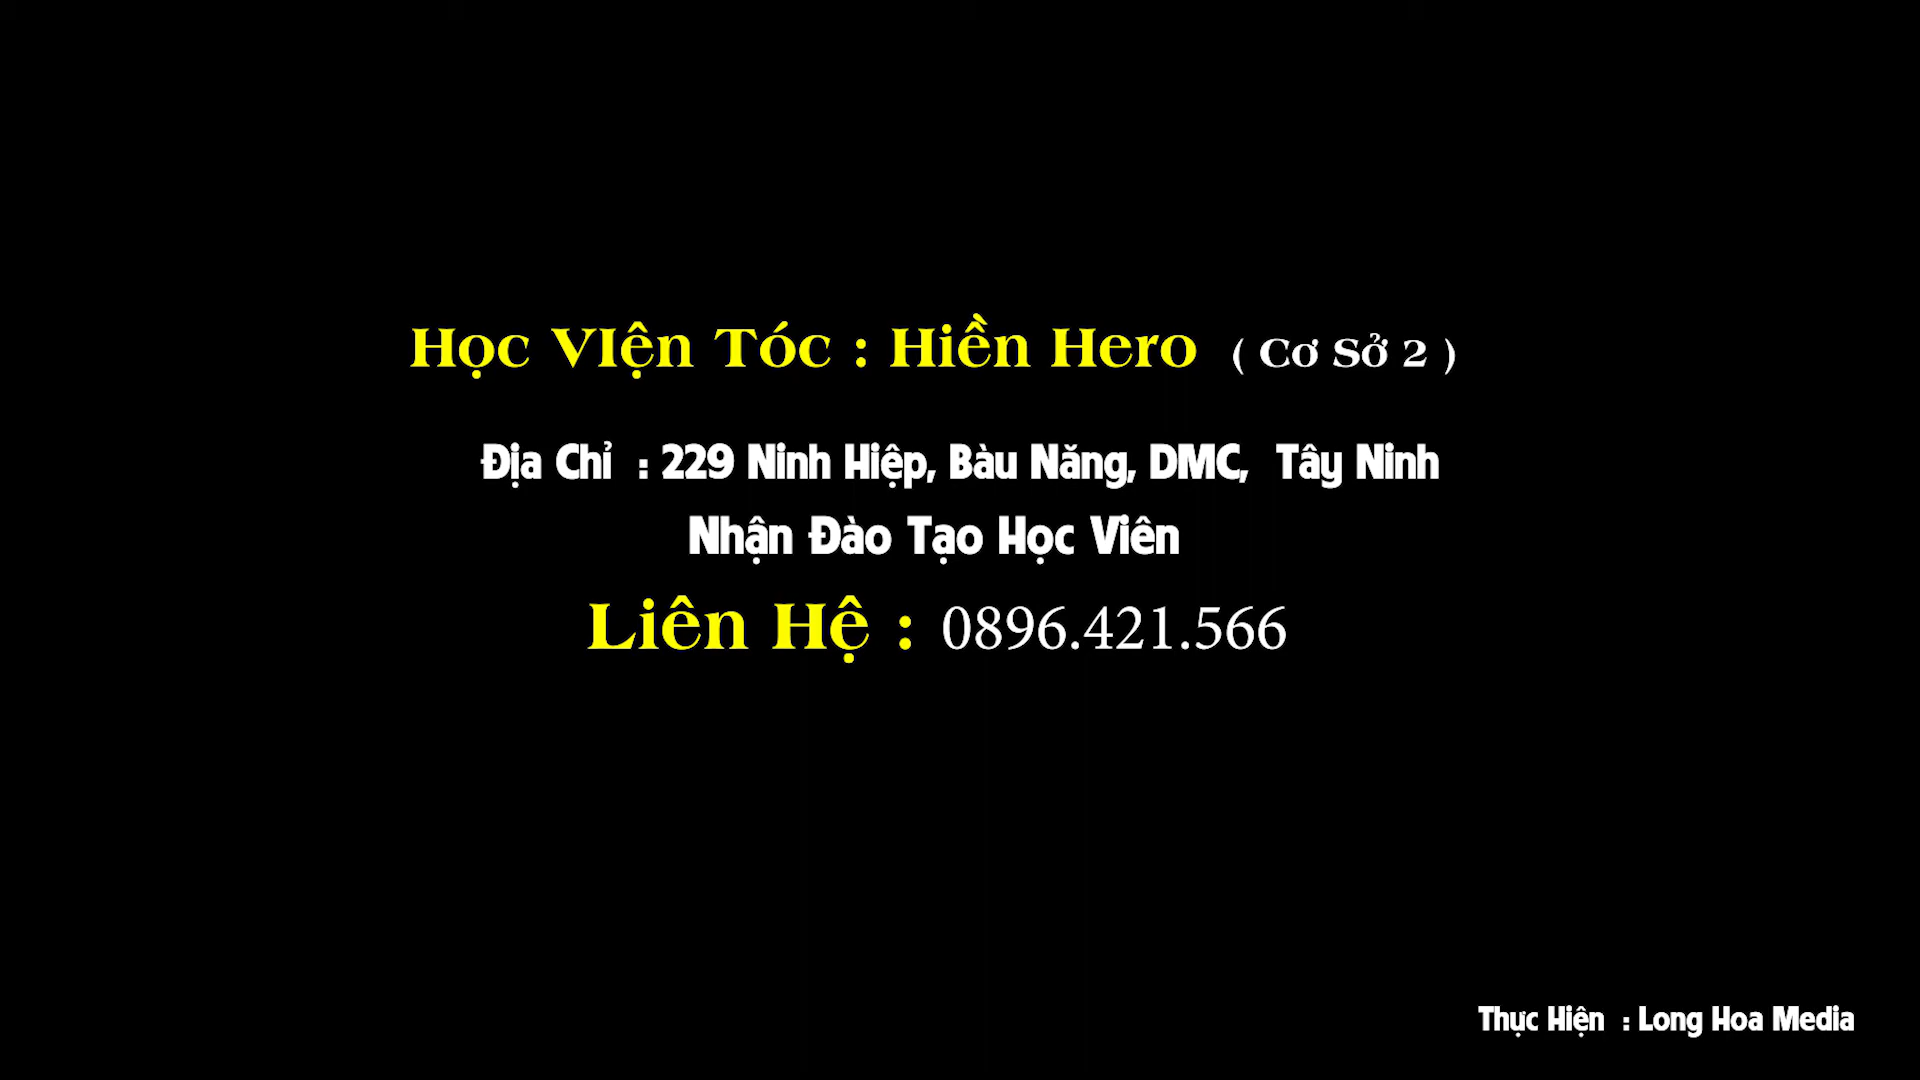 Học VIện Tóc : Hiền Hero ( Cơ Sở 2 )
Địa Chỉ : 229 Ninh Hiệp, Bàu Năng, DMC, Tây Ninh
Nhận Đào Tạo Học Viên
Liên Hệ : 0896.421.566
Thực Hiện : Long Hoa Media